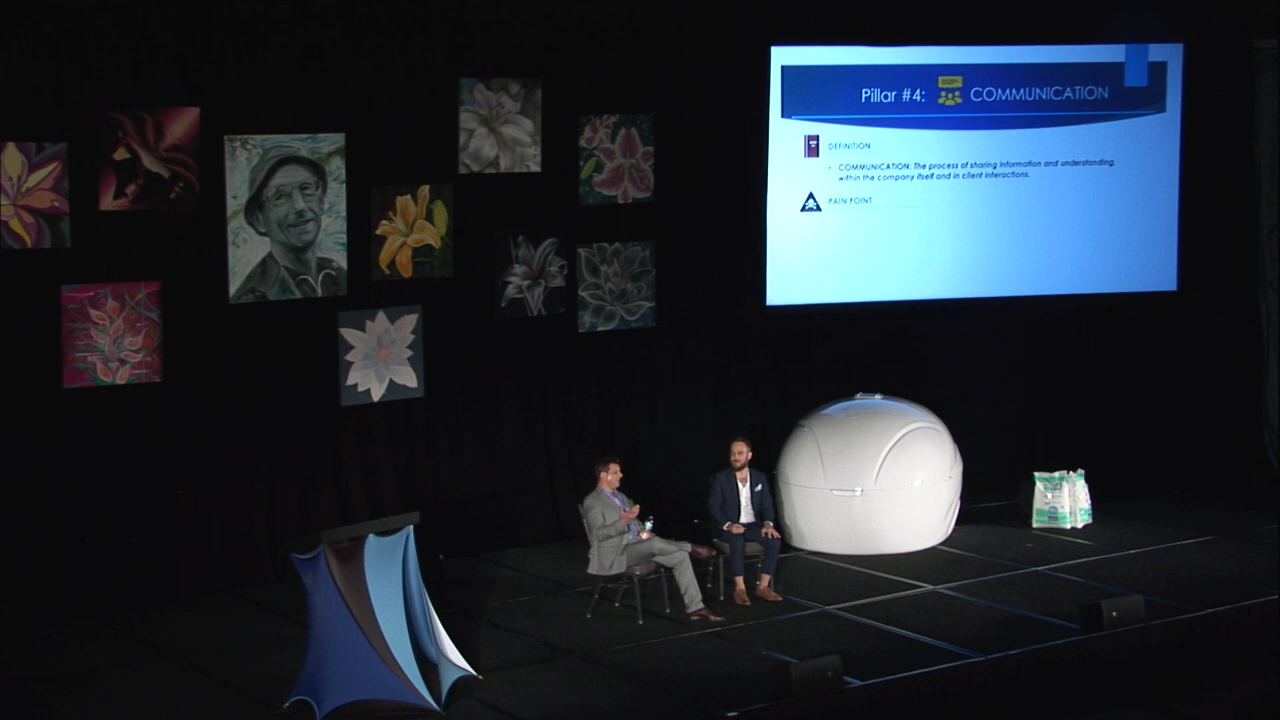 Pillar #4: COMMUNICATION
DEFINITION
• COMMUNICATION: The process of sharing information and understanding,
within the company itself and in client interactions.
PAIN POINT